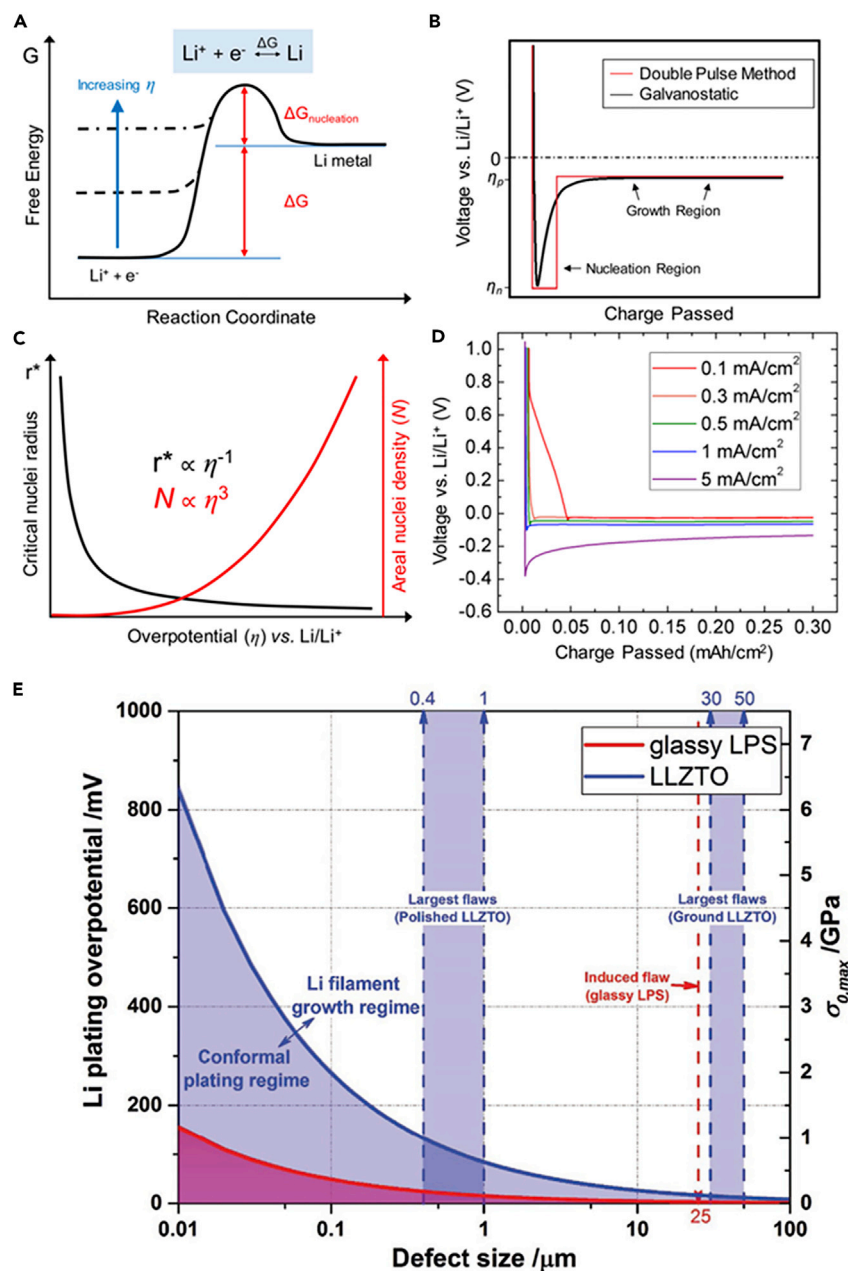 A
G
Li⁺ + e⁻ ⟷ Li
ΔG
Increasing η
ΔG_nucleation
Li metal
ΔG
Li⁺ + e⁻
Free Energy
Reaction Coordinate
B
Double Pulse Method
Galvanostatic
0
η_p
Growth Region
Nucleation Region
η_n
Voltage vs. Li/Li⁺ (V)
Charge Passed
C
r*
r* ∝ η⁻¹
N ∝ η³
Critical nuclei radius
Areal nuclei density (N)
Overpotential (η) vs. Li/Li⁺
D
1.0
0.8
0.6
0.4
0.2
0.0
-0.2
-0.4
-0.6
0.1 mA/cm²
0.3 mA/cm²
0.5 mA/cm²
1 mA/cm²
5 mA/cm²
Voltage vs. Li/Li⁺ (V)
0.00 0.05 0.10 0.15 0.20 0.25 0.30
Charge Passed (mAh/cm²)
E
0.4 1 30 50
1000
800
600
400
200
0
Li plating overpotential /mV
glassy LPS
LLZTO
Largest flaws
(Polished LLZTO)
Largest flaws
(Ground LLZTO)
Induced flaw
(glassy LPS)
Li filament
growth regime
Conformal
plating regime
7
6
5
4
3
2
1
0
σ0,max /GPa
25
0.01 0.1 1 10 100
Defect size /μm